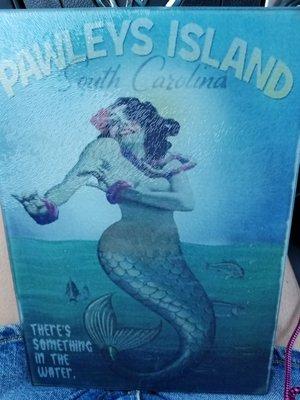 PAWLEYS ISLAND
South Carolina
THERE'S
SOMETHING
IN THE
WATER.